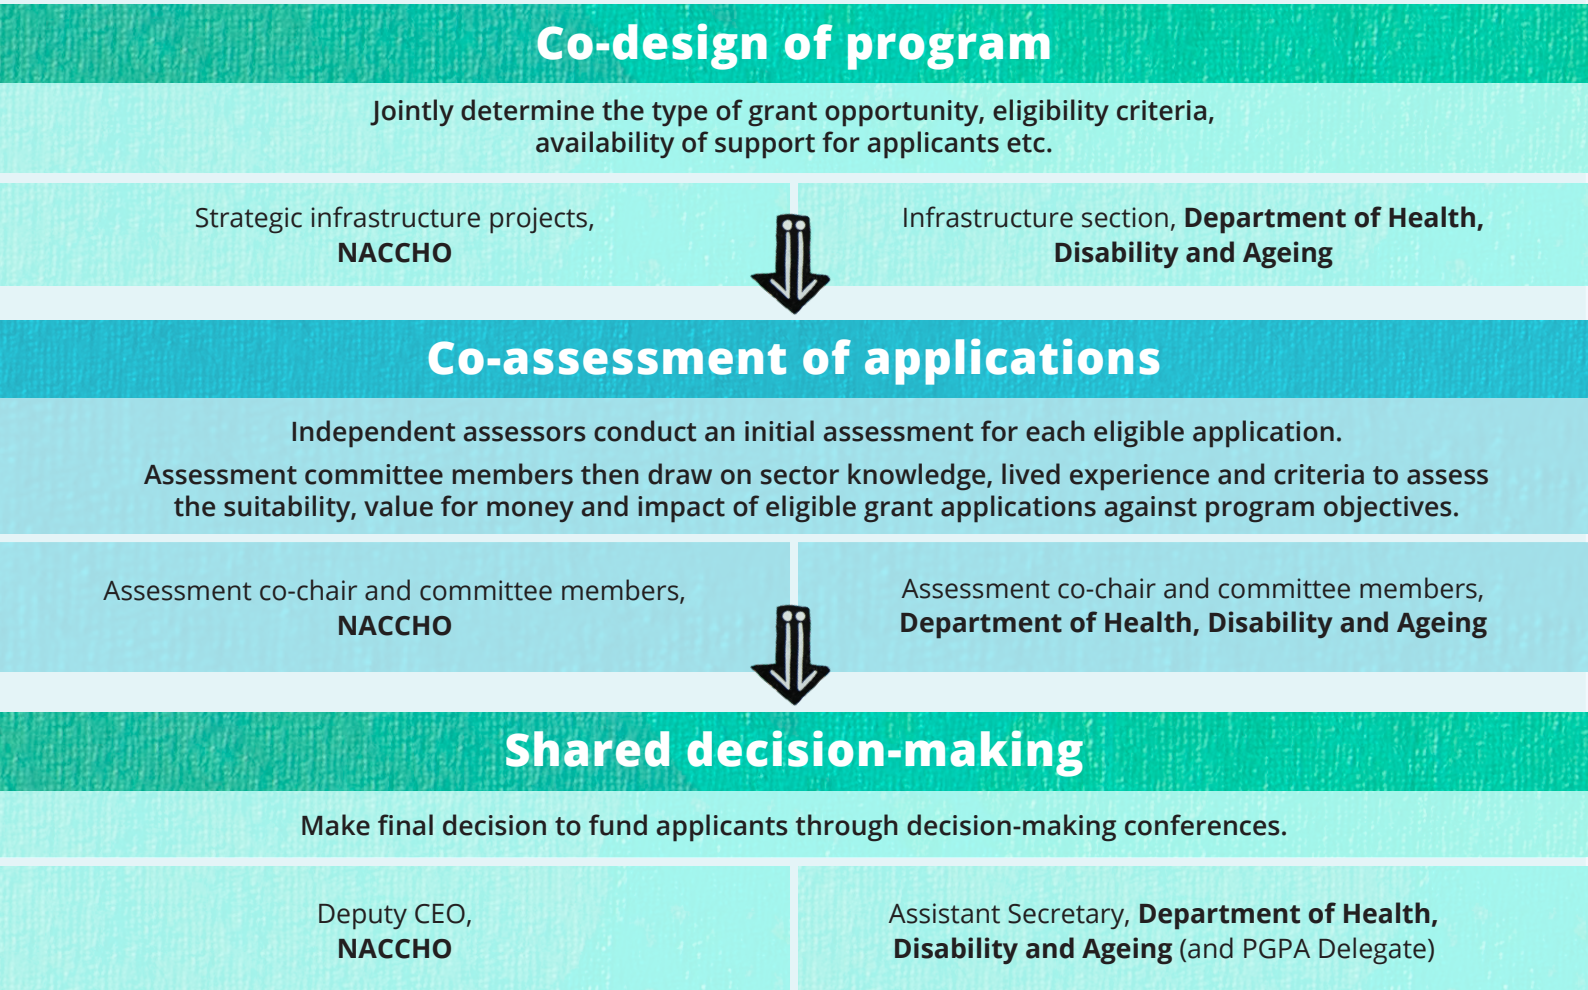 Co-design of program
Jointly determine the type of grant opportunity, eligibility criteria,
availability of support for applicants etc.
Strategic infrastructure projects,
NACCHO
Infrastructure section, Department of Health,
Disability and Ageing
Co-assessment of applications
Independent assessors conduct an initial assessment for each eligible application.
Assessment committee members then draw on sector knowledge, lived experience and criteria to assess
the suitability, value for money and impact of eligible grant applications against program objectives.
Assessment co-chair and committee members,
NACCHO
Assessment co-chair and committee members,
Department of Health, Disability and Ageing
Shared decision-making
Make final decision to fund applicants through decision-making conferences.
Deputy CEO,
NACCHO
Assistant Secretary, Department of Health,
Disability and Ageing (and PGPA Delegate)